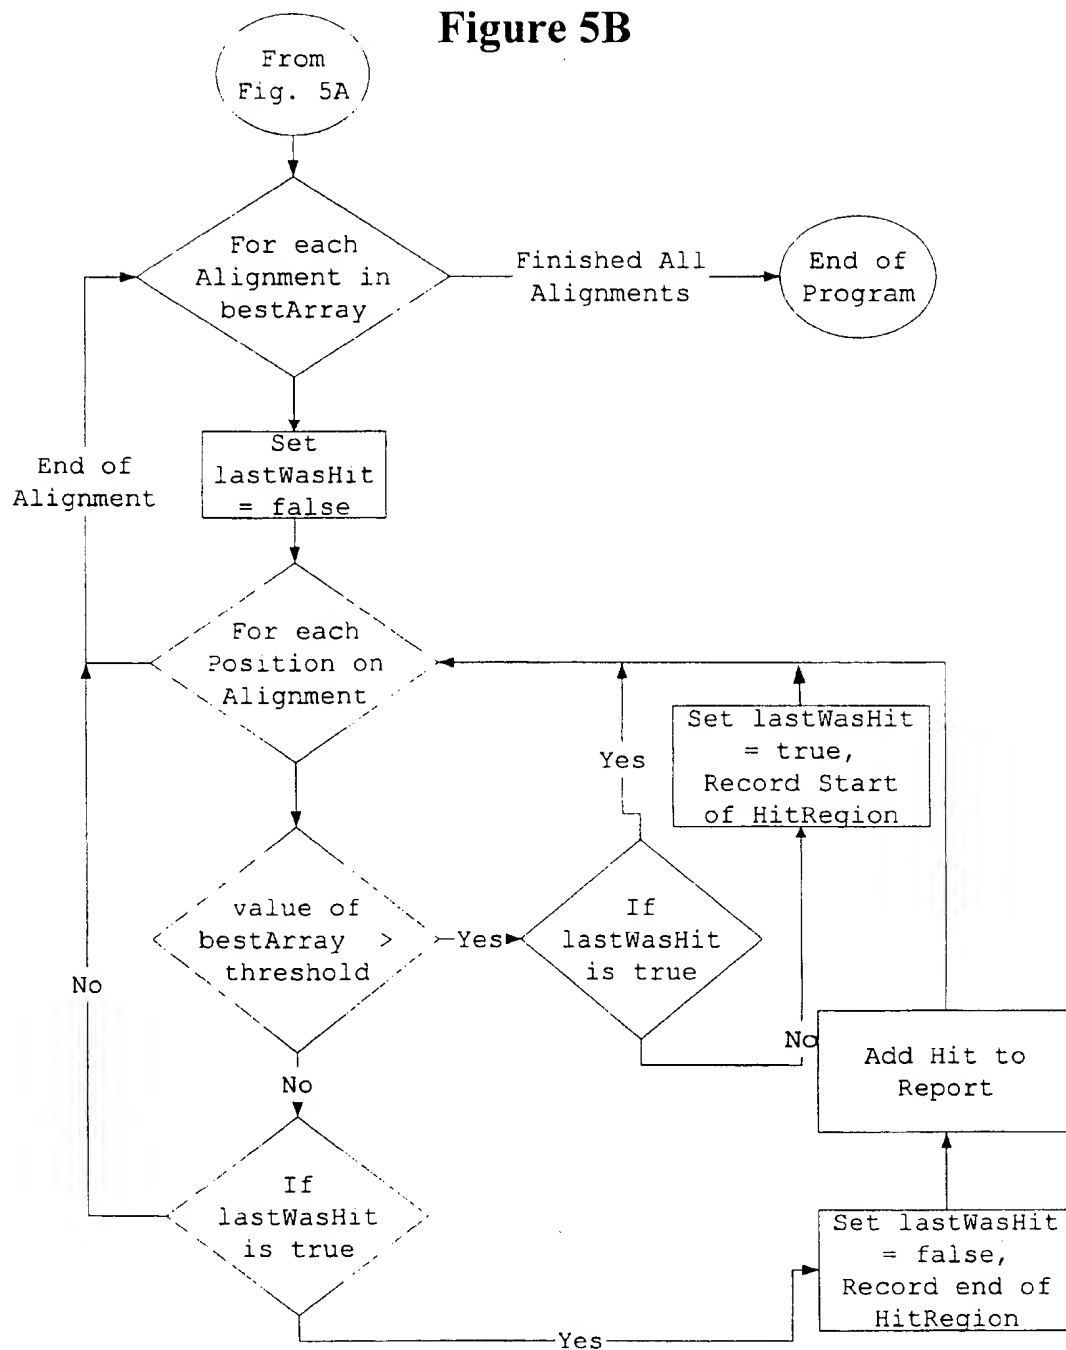 Figure 5B
From
Fig. 5A
For each
Alignment in
bestArray
Finished All
Alignments
End of
Program
Set
lastWasHit
= false
End of
Alignment
For each
Position on
Alignment
Yes
Set lastWasHit
= true,
Record Start
of HitRegion
value of
bestArray >
threshold
Yes
If
lastWasHit
is true
No
No
Add Hit to
Report
No
If
lastWasHit
is true
Set lastWasHit
= false,
Record end of
HitRegion
Yes